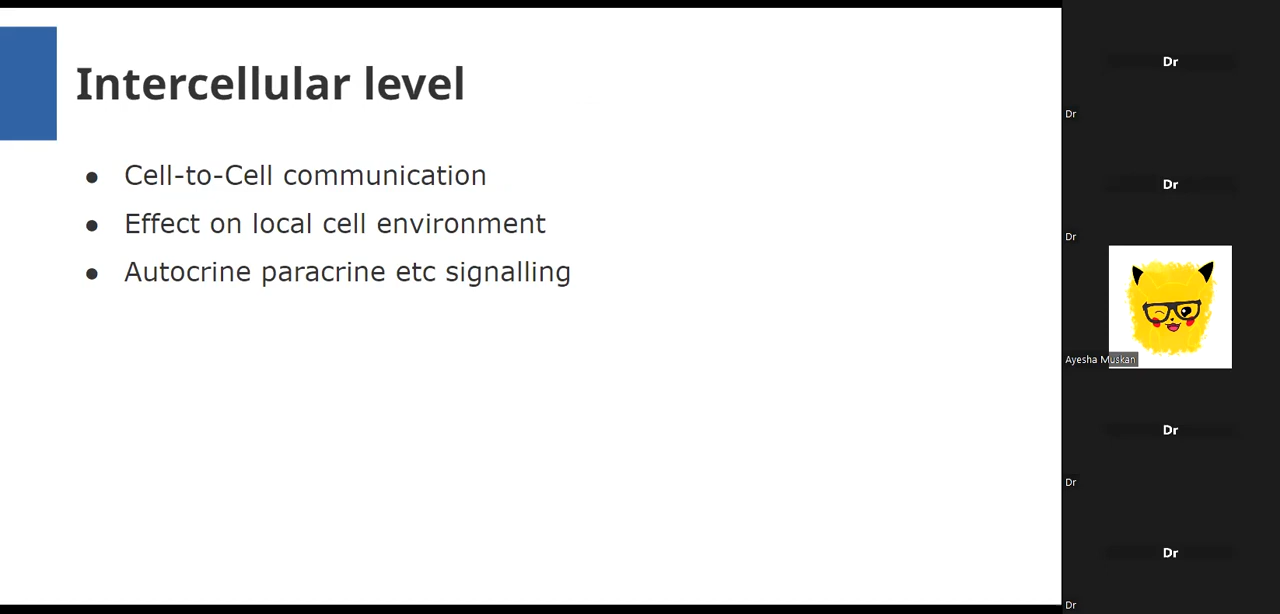 Intercellular level
● Cell-to-Cell communication
● Effect on local cell environment
● Autocrine paracrine etc signalling
Dr
Dr
Dr
Dr
Ayesha Muskan
Dr
Dr
Dr
Dr